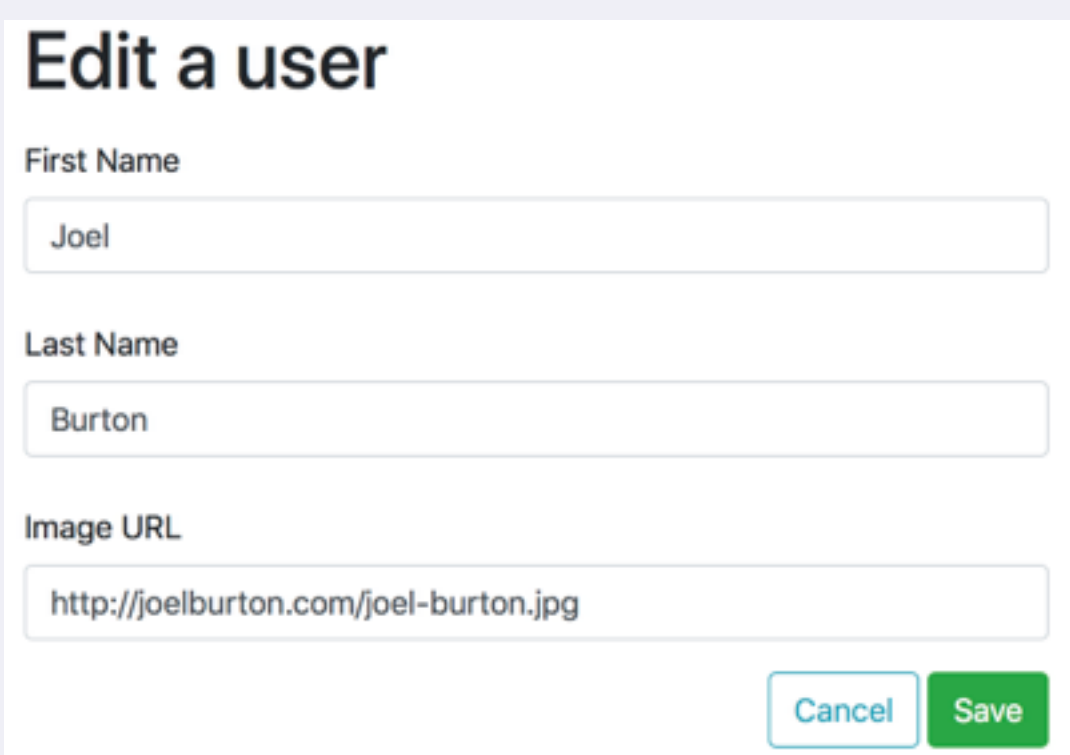 Edit a user
First Name
Joel
Last Name
Burton
Image URL
http://joelburton.com/joel-burton.jpg
Cancel Save